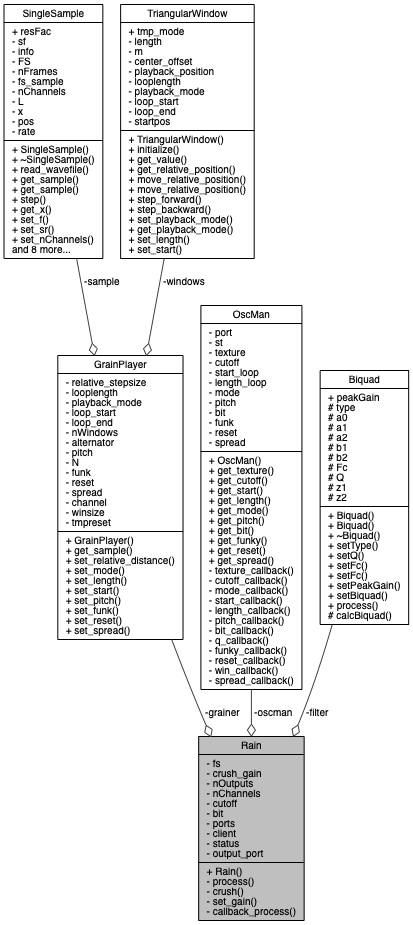 SingleSample
+ resFac
- sf
- info
- FS
- nFrames
- fs_sample
- nChannels
- L
- x
- pos
- rate
+ SingleSample()
+ ~SingleSample()
+ read_wavefile()
+ get_sample()
+ get_sample()
+ step()
+ get_x()
+ set_f()
+ set_sr()
+ set_nChannels()
and 8 more...
TriangularWindow
+ tmp_mode
- length
- m
- center_offset
- playback_position
- looplength
- playback_mode
- loop_start
- loop_end
- startpos
+ TriangularWindow()
+ initialize()
+ get_value()
+ get_relative_position()
+ move_relative_position()
+ move_relative_position()
+ step_forward()
+ step_backward()
+ set_playback_mode()
+ get_playback_mode()
+ set_length()
+ set_start()
-sample
-windows
GrainPlayer
- relative_stepsize
- looplength
- playback_mode
- loop_start
- loop_end
- nWindows
- alternator
- pitch
- N
- funk
- reset
- spread
- channel
- winsize
- tmpreset
+ GrainPlayer()
+ get_sample()
+ set_relative_distance()
+ set_mode()
+ set_length()
+ set_start()
+ set_pitch()
+ set_funk()
+ set_reset()
+ set_spread()
OscMan
- port
- st
- texture
- cutoff
- start_loop
- length_loop
- mode
- pitch
- bit
- funk
- reset
- spread
+ OscMan()
+ get_texture()
+ get_cutoff()
+ get_start()
+ get_length()
+ get_mode()
+ get_pitch()
+ get_bit()
+ get_funky()
+ get_reset()
+ get_spread()
- texture_callback()
- cutoff_callback()
- mode_callback()
- start_callback()
- length_callback()
- pitch_callback()
- bit_callback()
- q_callback()
- funky_callback()
- reset_callback()
- win_callback()
- spread_callback()
Biquad
+ peakGain
# type
# a0
# a1
# a2
# b1
# b2
# Fc
# Q
# z1
# z2
+ Biquad()
+ Biquad()
+ ~Biquad()
+ setType()
+ setQ()
+ setFc()
+ setFc()
+ setPeakGain()
+ setBiquad()
+ process()
# calcBiquad()
-grainer
-oscman
-filter
Rain
- fs
- crush_gain
- nOutputs
- nChannels
- cutoff
- bit
- ports
- client
- status
- output_port
+ Rain()
- process()
- crush()
- set_gain()
- callback_process()